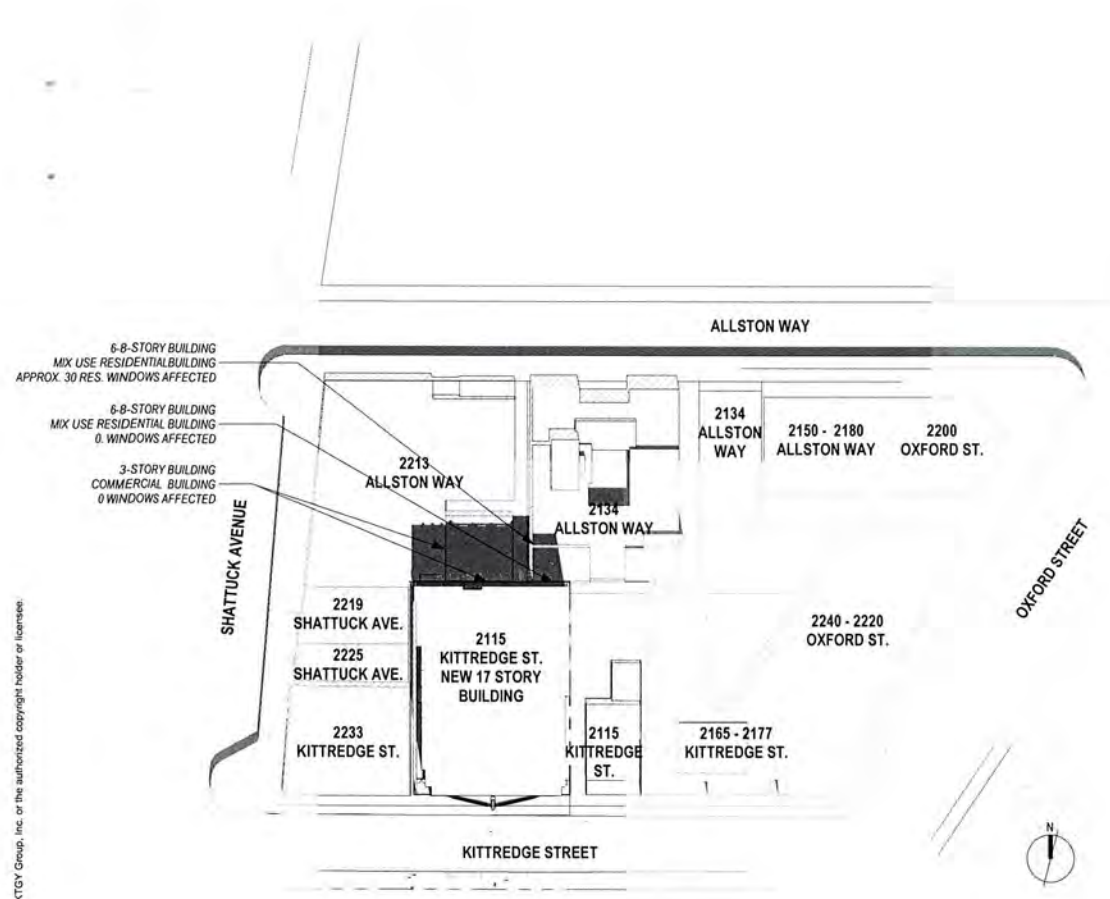 ALLSTON WAY
6-8-STORY BUILDING
MIX USE RESIDENTIALBUILDING
APPROX. 30 RES. WINDOWS AFFECTED
6-8-STORY BUILDING
MIX USE RESIDENTIAL BUILDING
0. WINDOWS AFFECTED
3-STORY BUILDING
COMMERCIAL BUILDING
0 WINDOWS AFFECTED
2213
ALLSTON WAY
2134
ALLSTON
WAY
2150 - 2180
ALLSTON WAY
2200
OXFORD ST.
2134
ALLSTON WAY
SHATTUCK AVENUE
OXFORD STREET
2219
SHATTUCK AVE.
2225
SHATTUCK AVE.
2233
KITTREDGE ST.
2115
KITTREDGE ST.
NEW 17 STORY
BUILDING
2240 - 2220
OXFORD ST.
2115
KITTREDGE
ST.
2165 - 2177
KITTREDGE ST.
KITTREDGE STREET
N
KTGY Group, Inc. or the authorized copyright holder or licensee.